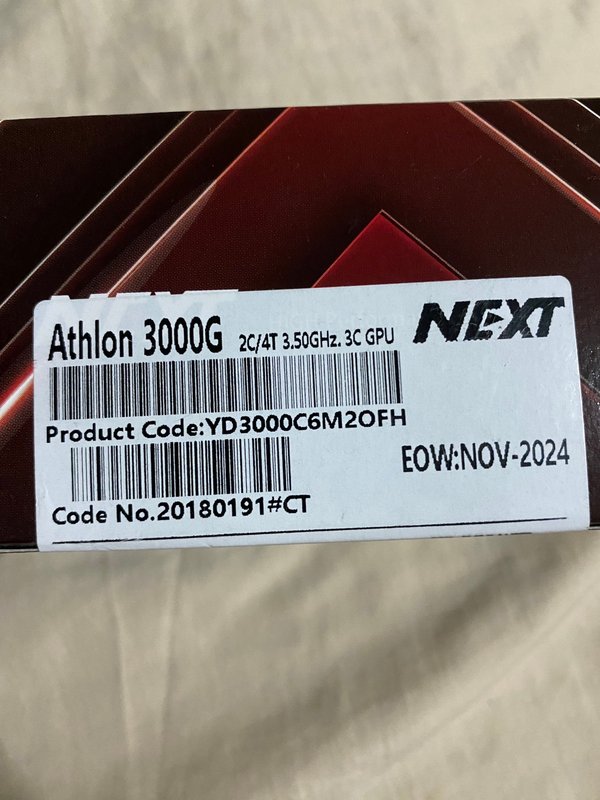 Athlon 3000G 2C/4T 3.50GHz. 3C GPU
NEXT
Product Code:YD3000C6M2OFH
EOW:NOV-2024
Code No.20180191#CT